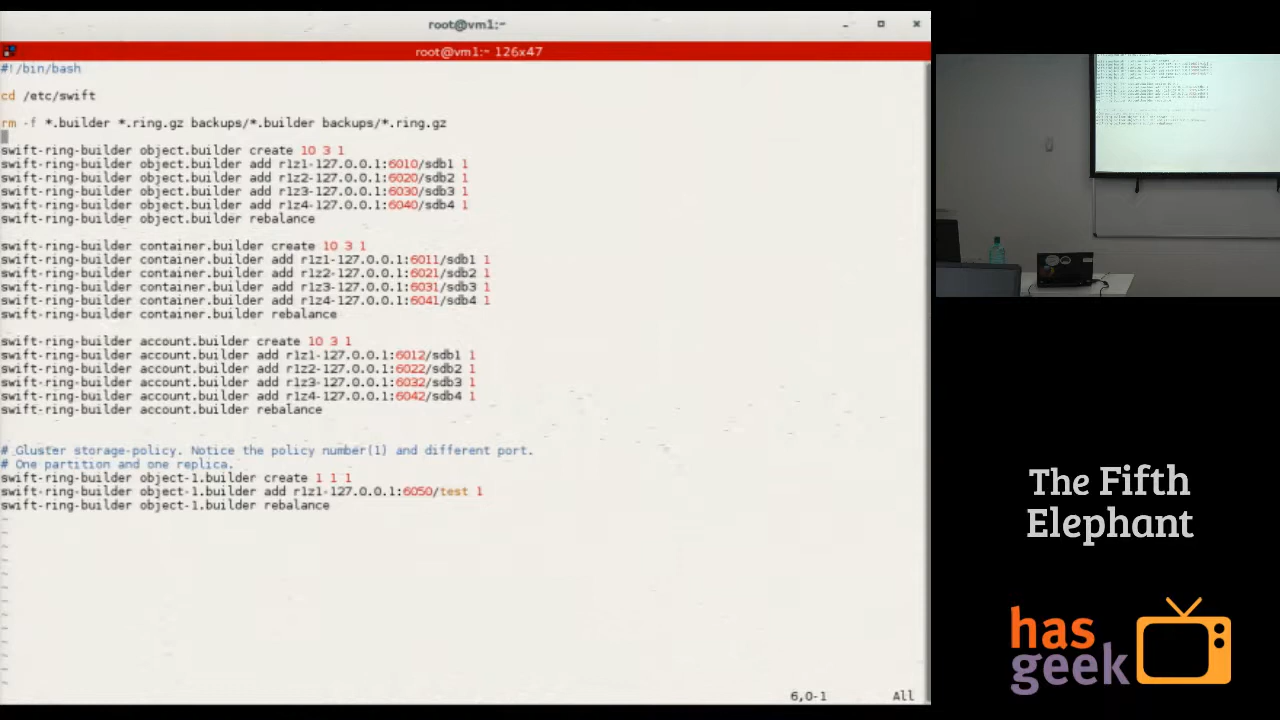 root@vm1:~
root@vm1:~ 126x47
#!/bin/bash
cd /etc/swift
rm -f *.builder *.ring.gz backups/*.builder backups/*.ring.gz
swift-ring-builder object.builder create 10 3 1
swift-ring-builder object.builder add r1z1-127.0.0.1:6010/sdb1 1
swift-ring-builder object.builder add r1z2-127.0.0.1:6020/sdb2 1
swift-ring-builder object.builder add r1z3-127.0.0.1:6030/sdb3 1
swift-ring-builder object.builder add r1z4-127.0.0.1:6040/sdb4 1
swift-ring-builder object.builder rebalance
swift-ring-builder container.builder create 10 3 1
swift-ring-builder container.builder add r1z1-127.0.0.1:6011/sdb1 1
swift-ring-builder container.builder add r1z2-127.0.0.1:6021/sdb2 1
swift-ring-builder container.builder add r1z3-127.0.0.1:6031/sdb3 1
swift-ring-builder container.builder add r1z4-127.0.0.1:6041/sdb4 1
swift-ring-builder container.builder rebalance
swift-ring-builder account.builder create 10 3 1
swift-ring-builder account.builder add r1z1-127.0.0.1:6012/sdb1 1
swift-ring-builder account.builder add r1z2-127.0.0.1:6022/sdb2 1
swift-ring-builder account.builder add r1z3-127.0.0.1:6032/sdb3 1
swift-ring-builder account.builder add r1z4-127.0.0.1:6042/sdb4 1
swift-ring-builder account.builder rebalance
# Gluster storage-policy. Notice the policy number(1) and different port.
# One partition and one replica.
swift-ring-builder object-1.builder create 1 1 1
swift-ring-builder object-1.builder add r1z1-127.0.0.1:6050/test 1
swift-ring-builder object-1.builder rebalance
~
~
~
~
~
~
~
~
~
~
~
~
~
6,0-1 All
The Fifth
Elephant
has
geek